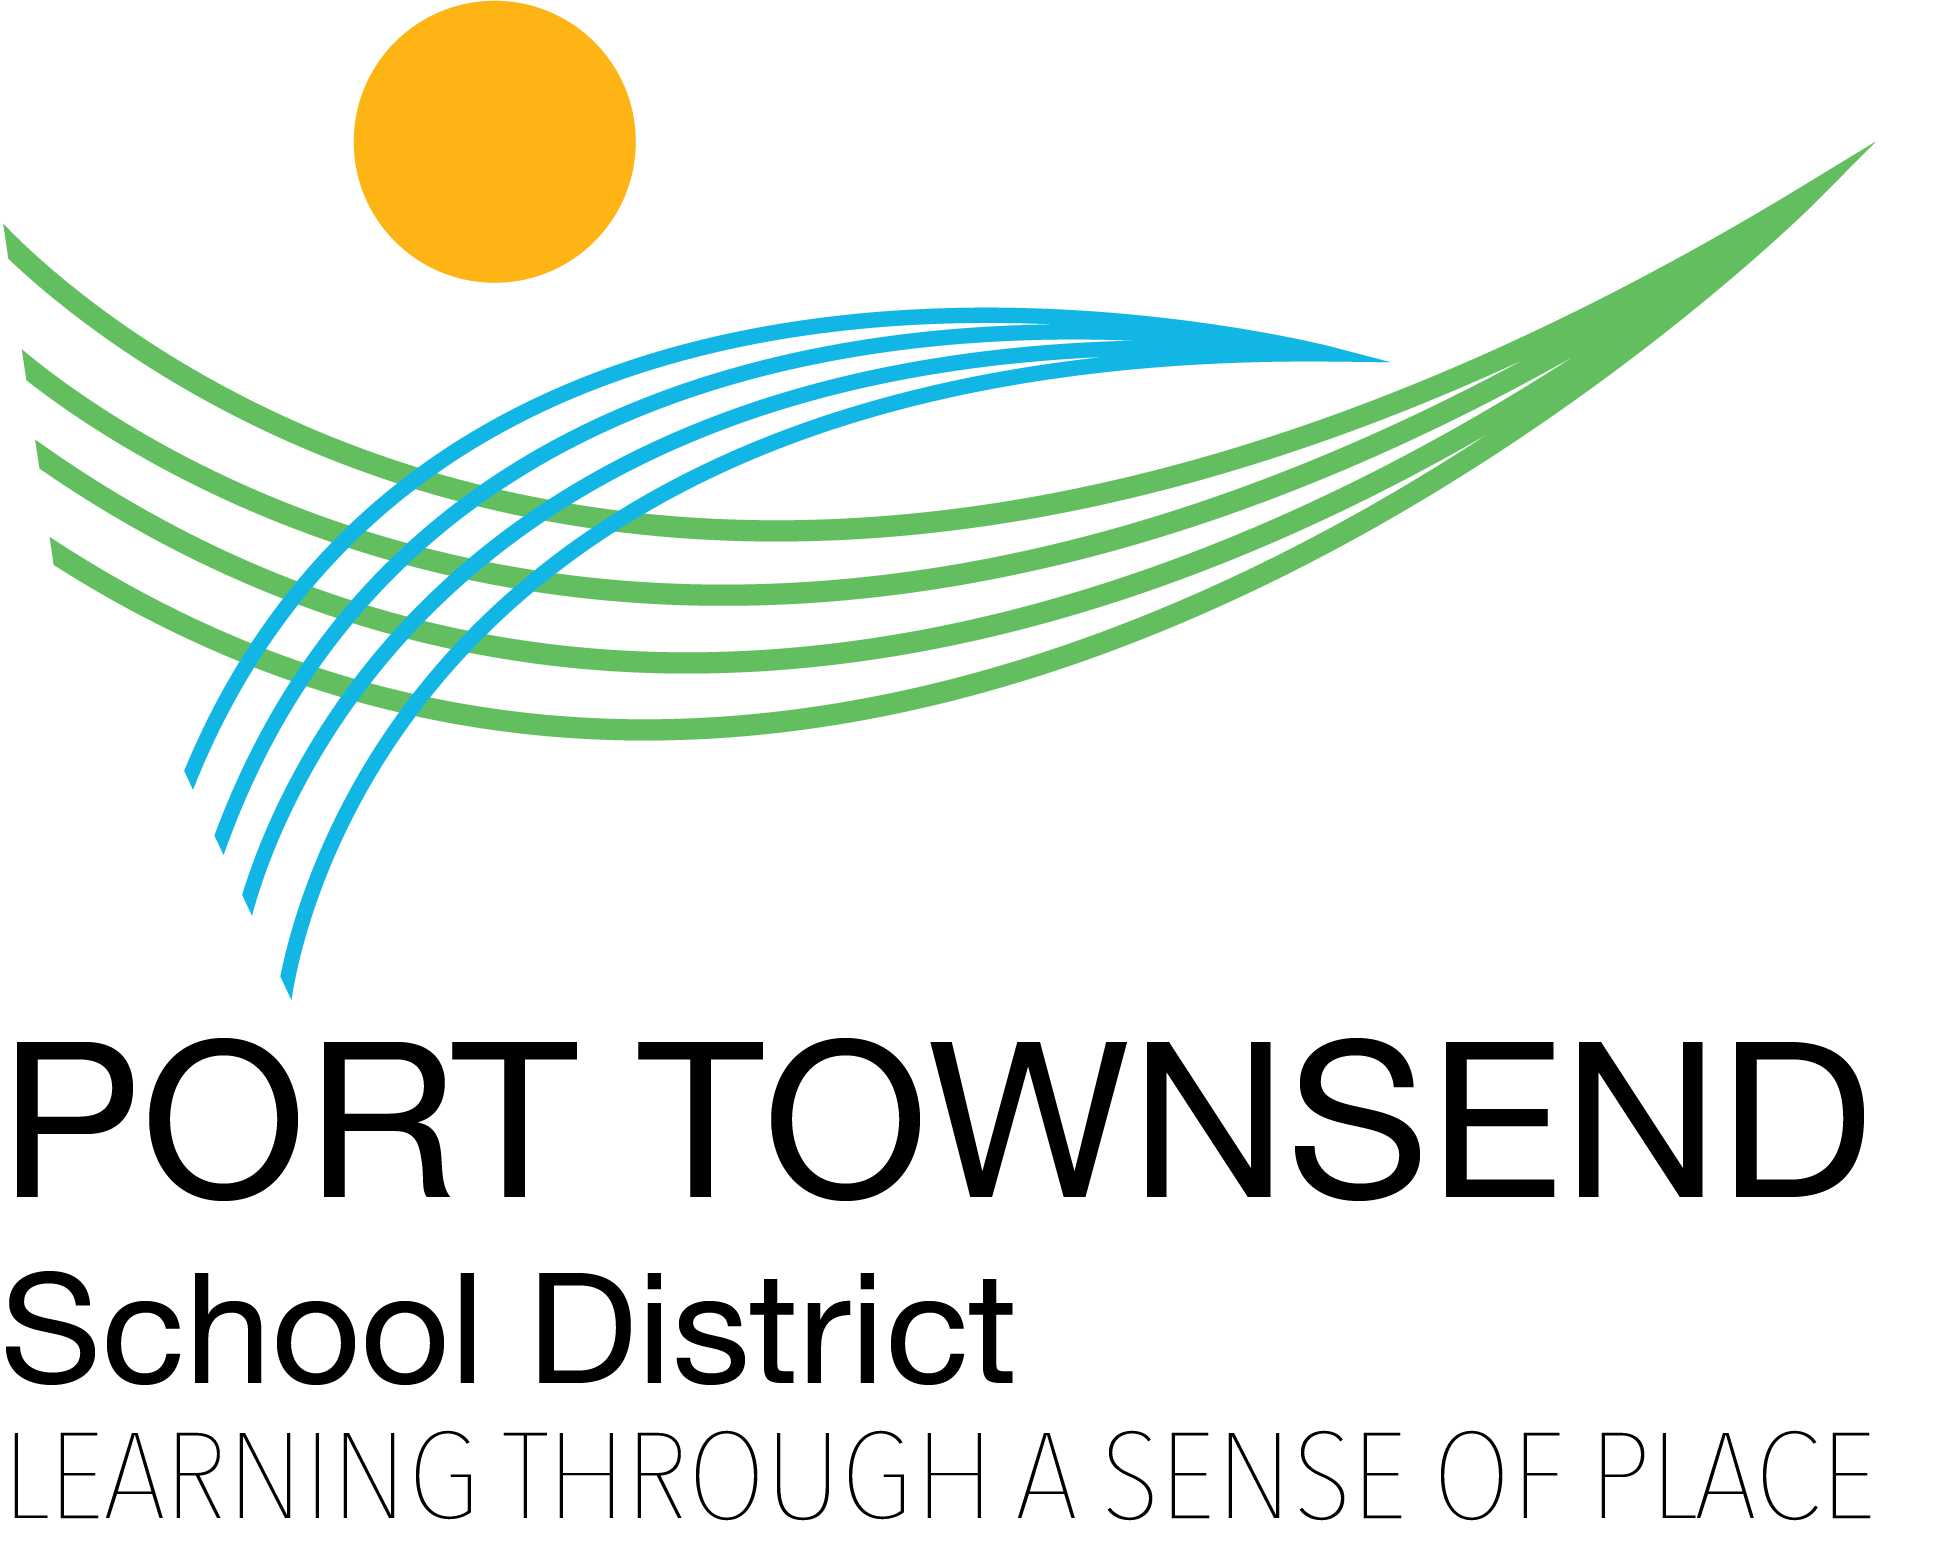 PORT TOWNSEND
School District
LEARNING THROUGH A SENSE OF PLACE